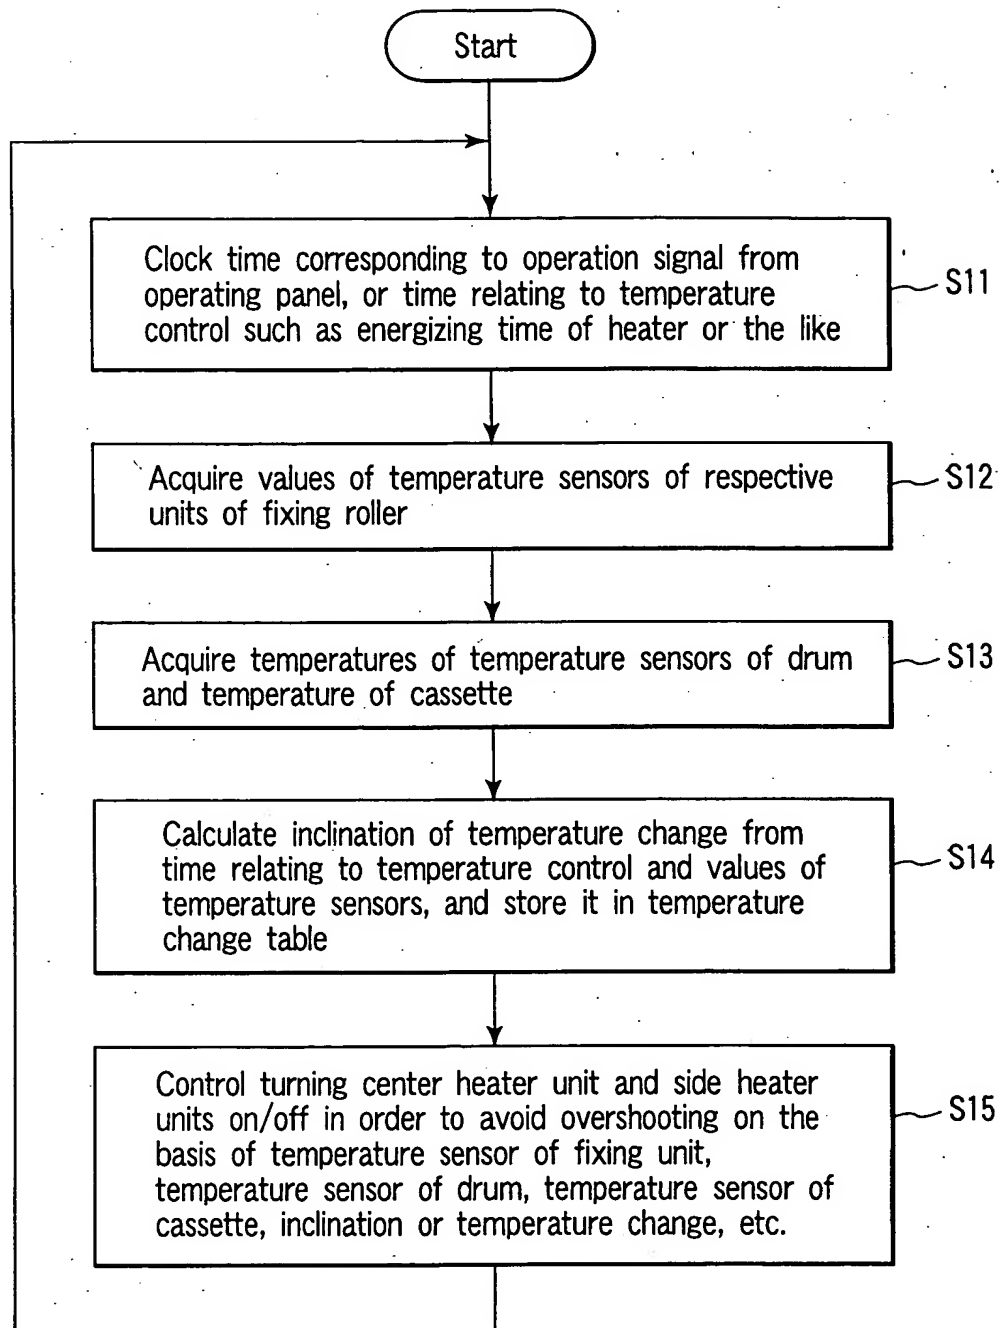 Start
Clock time corresponding to operation signal from
operating panel, or time relating to temperature
control such as energizing time of heater or the like
S11
Acquire values of temperature sensors of respective
units of fixing roller
S12
Acquire temperatures of temperature sensors of drum
and temperature of cassette
S13
Calculate inclination of temperature change from
time relating to temperature control and values of
temperature sensors, and store it in temperature
change table
S14
Control turning center heater unit and side heater
units on/off in order to avoid overshooting on the
basis of temperature sensor of fixing unit,
temperature sensor of drum, temperature sensor of
cassette, inclination or temperature change, etc.
S15